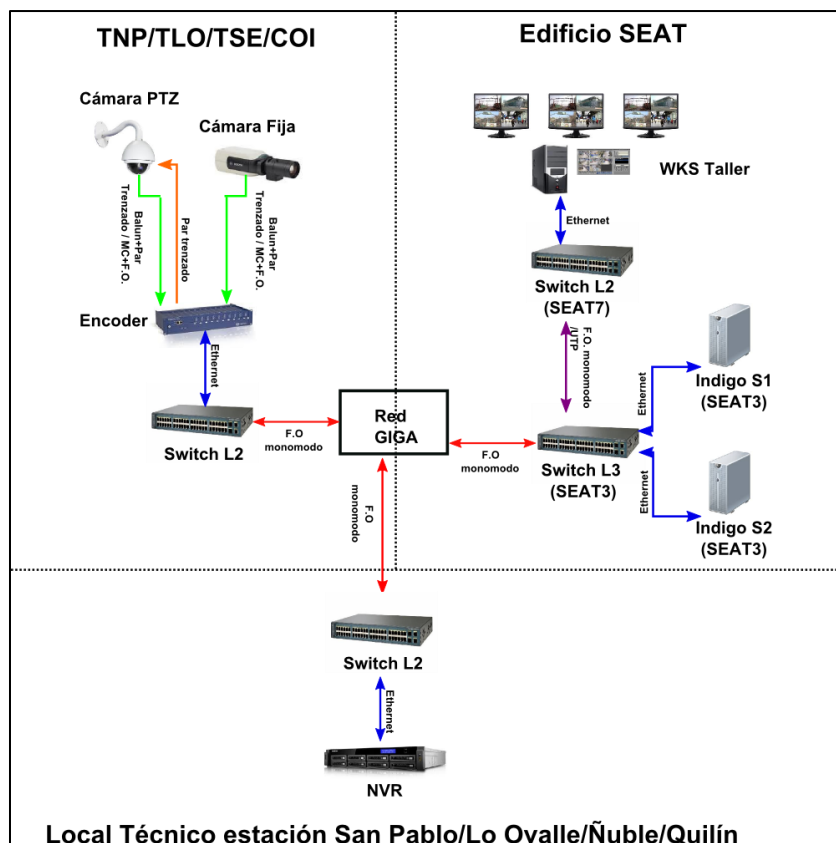 TNP/TLO/TSE/COI
Cámara PTZ
Cámara Fija
Balun+Par
Trenzado / MC+F.O.
Par trenzado
Balun+Par
Trenzado / MC+F.O.
Encoder
Ethernet
Switch L2
F.O
monomodo
Red
GIGA
F.O
monomodo
F.O
monomodo
Edificio SEAT
WKS Taller
Ethernet
Switch L2
(SEAT7)
F.O. monomodo
/UTP
Switch L3
(SEAT3)
Ethernet
Indigo S1
(SEAT3)
Ethernet
Indigo S2
(SEAT3)
Switch L2
Ethernet
NVR
Local Técnico estación San Pablo/Lo Ovalle/Ñuble/Quilín